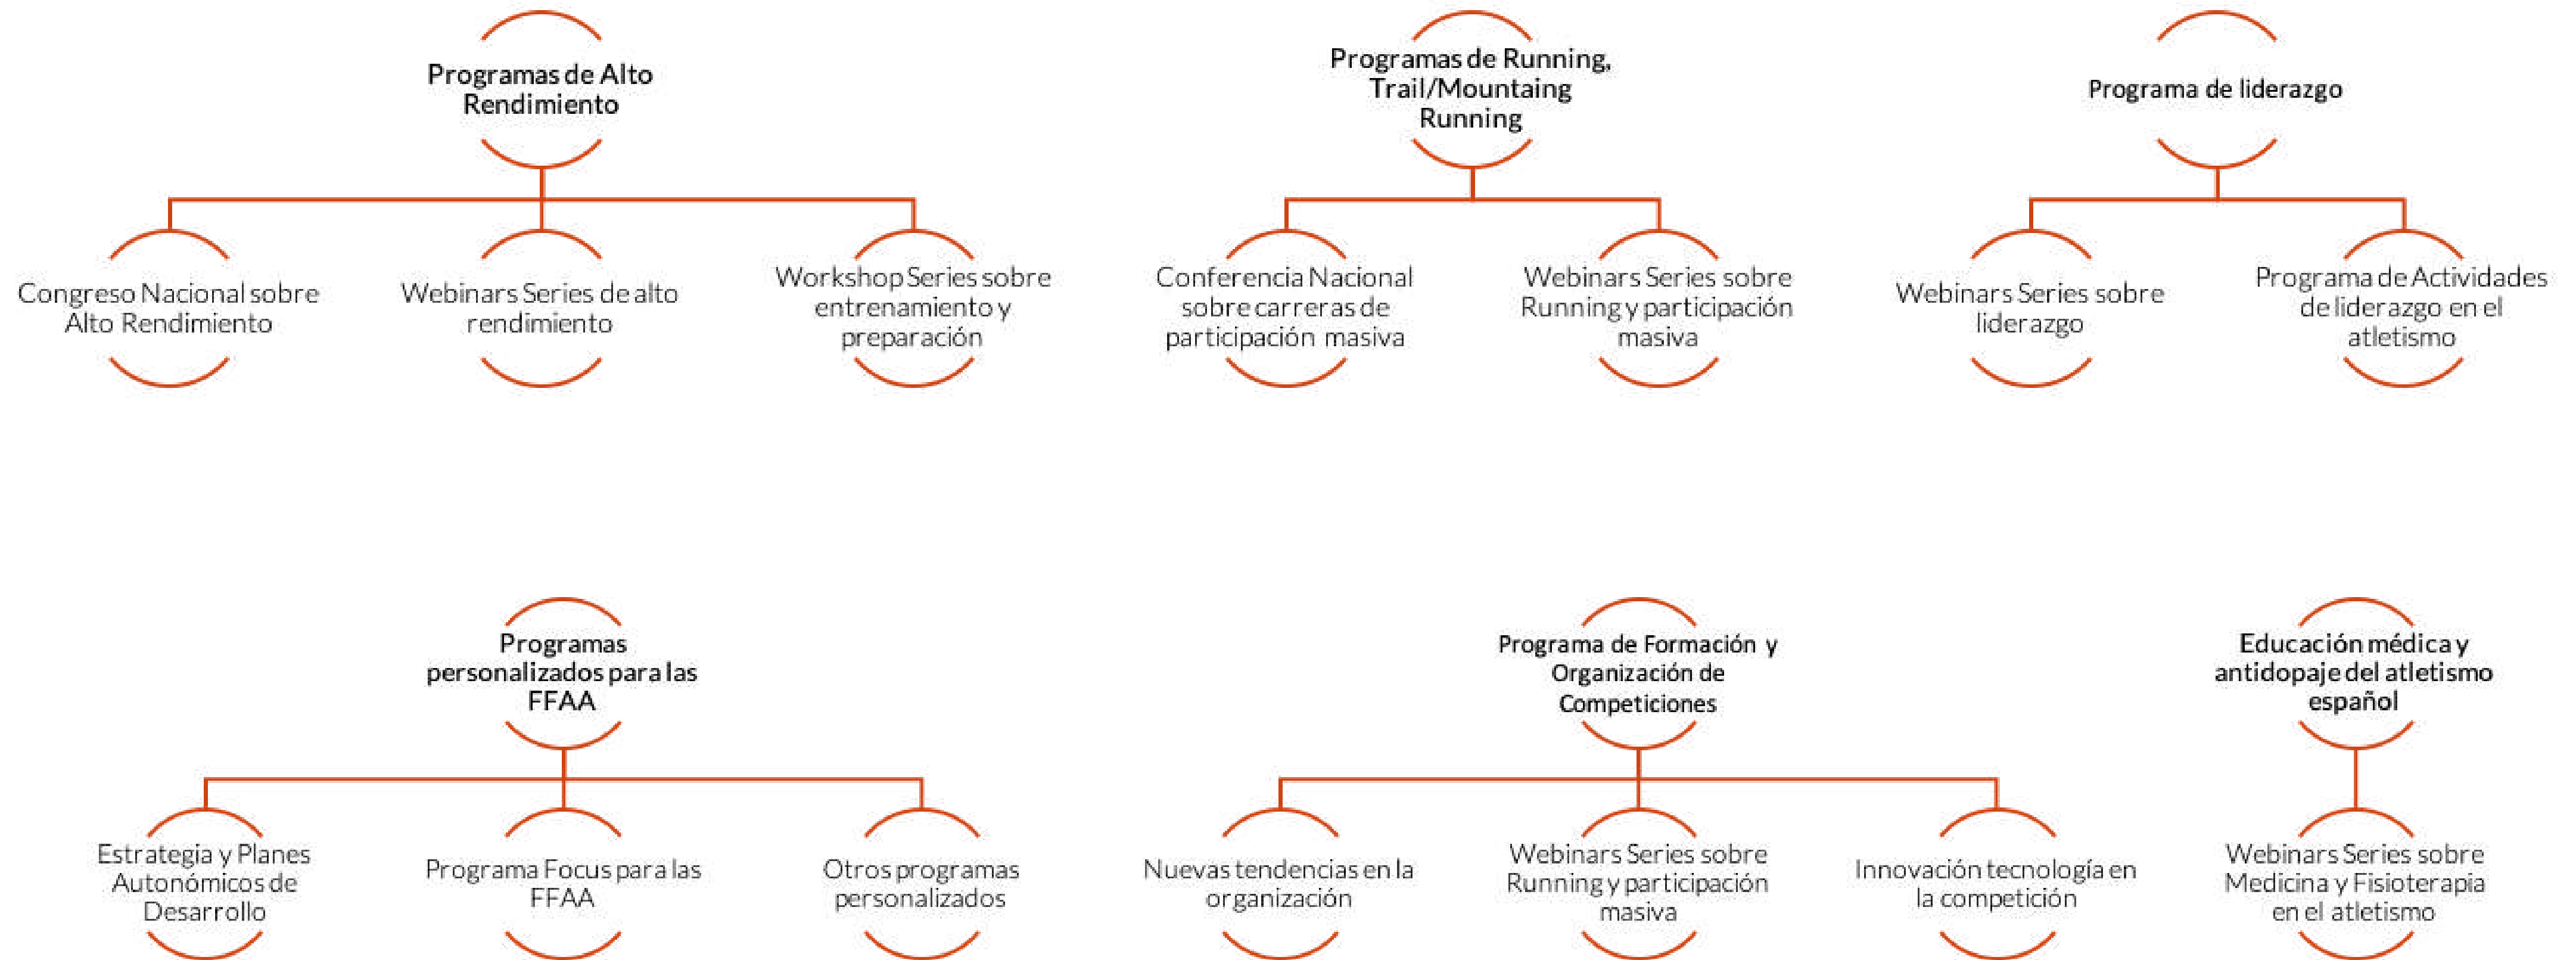 Programas de Alto
Rendimiento
Congreso Nacional sobre
Alto Rendimiento
Webinars Series de alto
rendimiento
Workshop Series sobre
entrenamiento y
preparación
Programas de Running,
Trail/Mountaing
Running
Conferencia Nacional
sobre carreras de
participación masiva
Webinars Series sobre
Running y participación
masiva
Programa de liderazgo
Webinars Series sobre
liderazgo
Programa de Actividades
de liderazgo en el
atletismo
Programas
personalizados para las
FFAA
Estrategia y Planes
Autonómicos de
Desarrollo
Programa Focus para las
FFAA
Otros programas
personalizados
Programa de Formación y
Organización de
Competiciones
Nuevas tendencias en la
organización
Webinars Series sobre
Running y participación
masiva
Innovación tecnología en
la competición
Educación médica y
antidopaje del atletismo
español
Webinars Series sobre
Medicina y Fisioterapia
en el atletismo